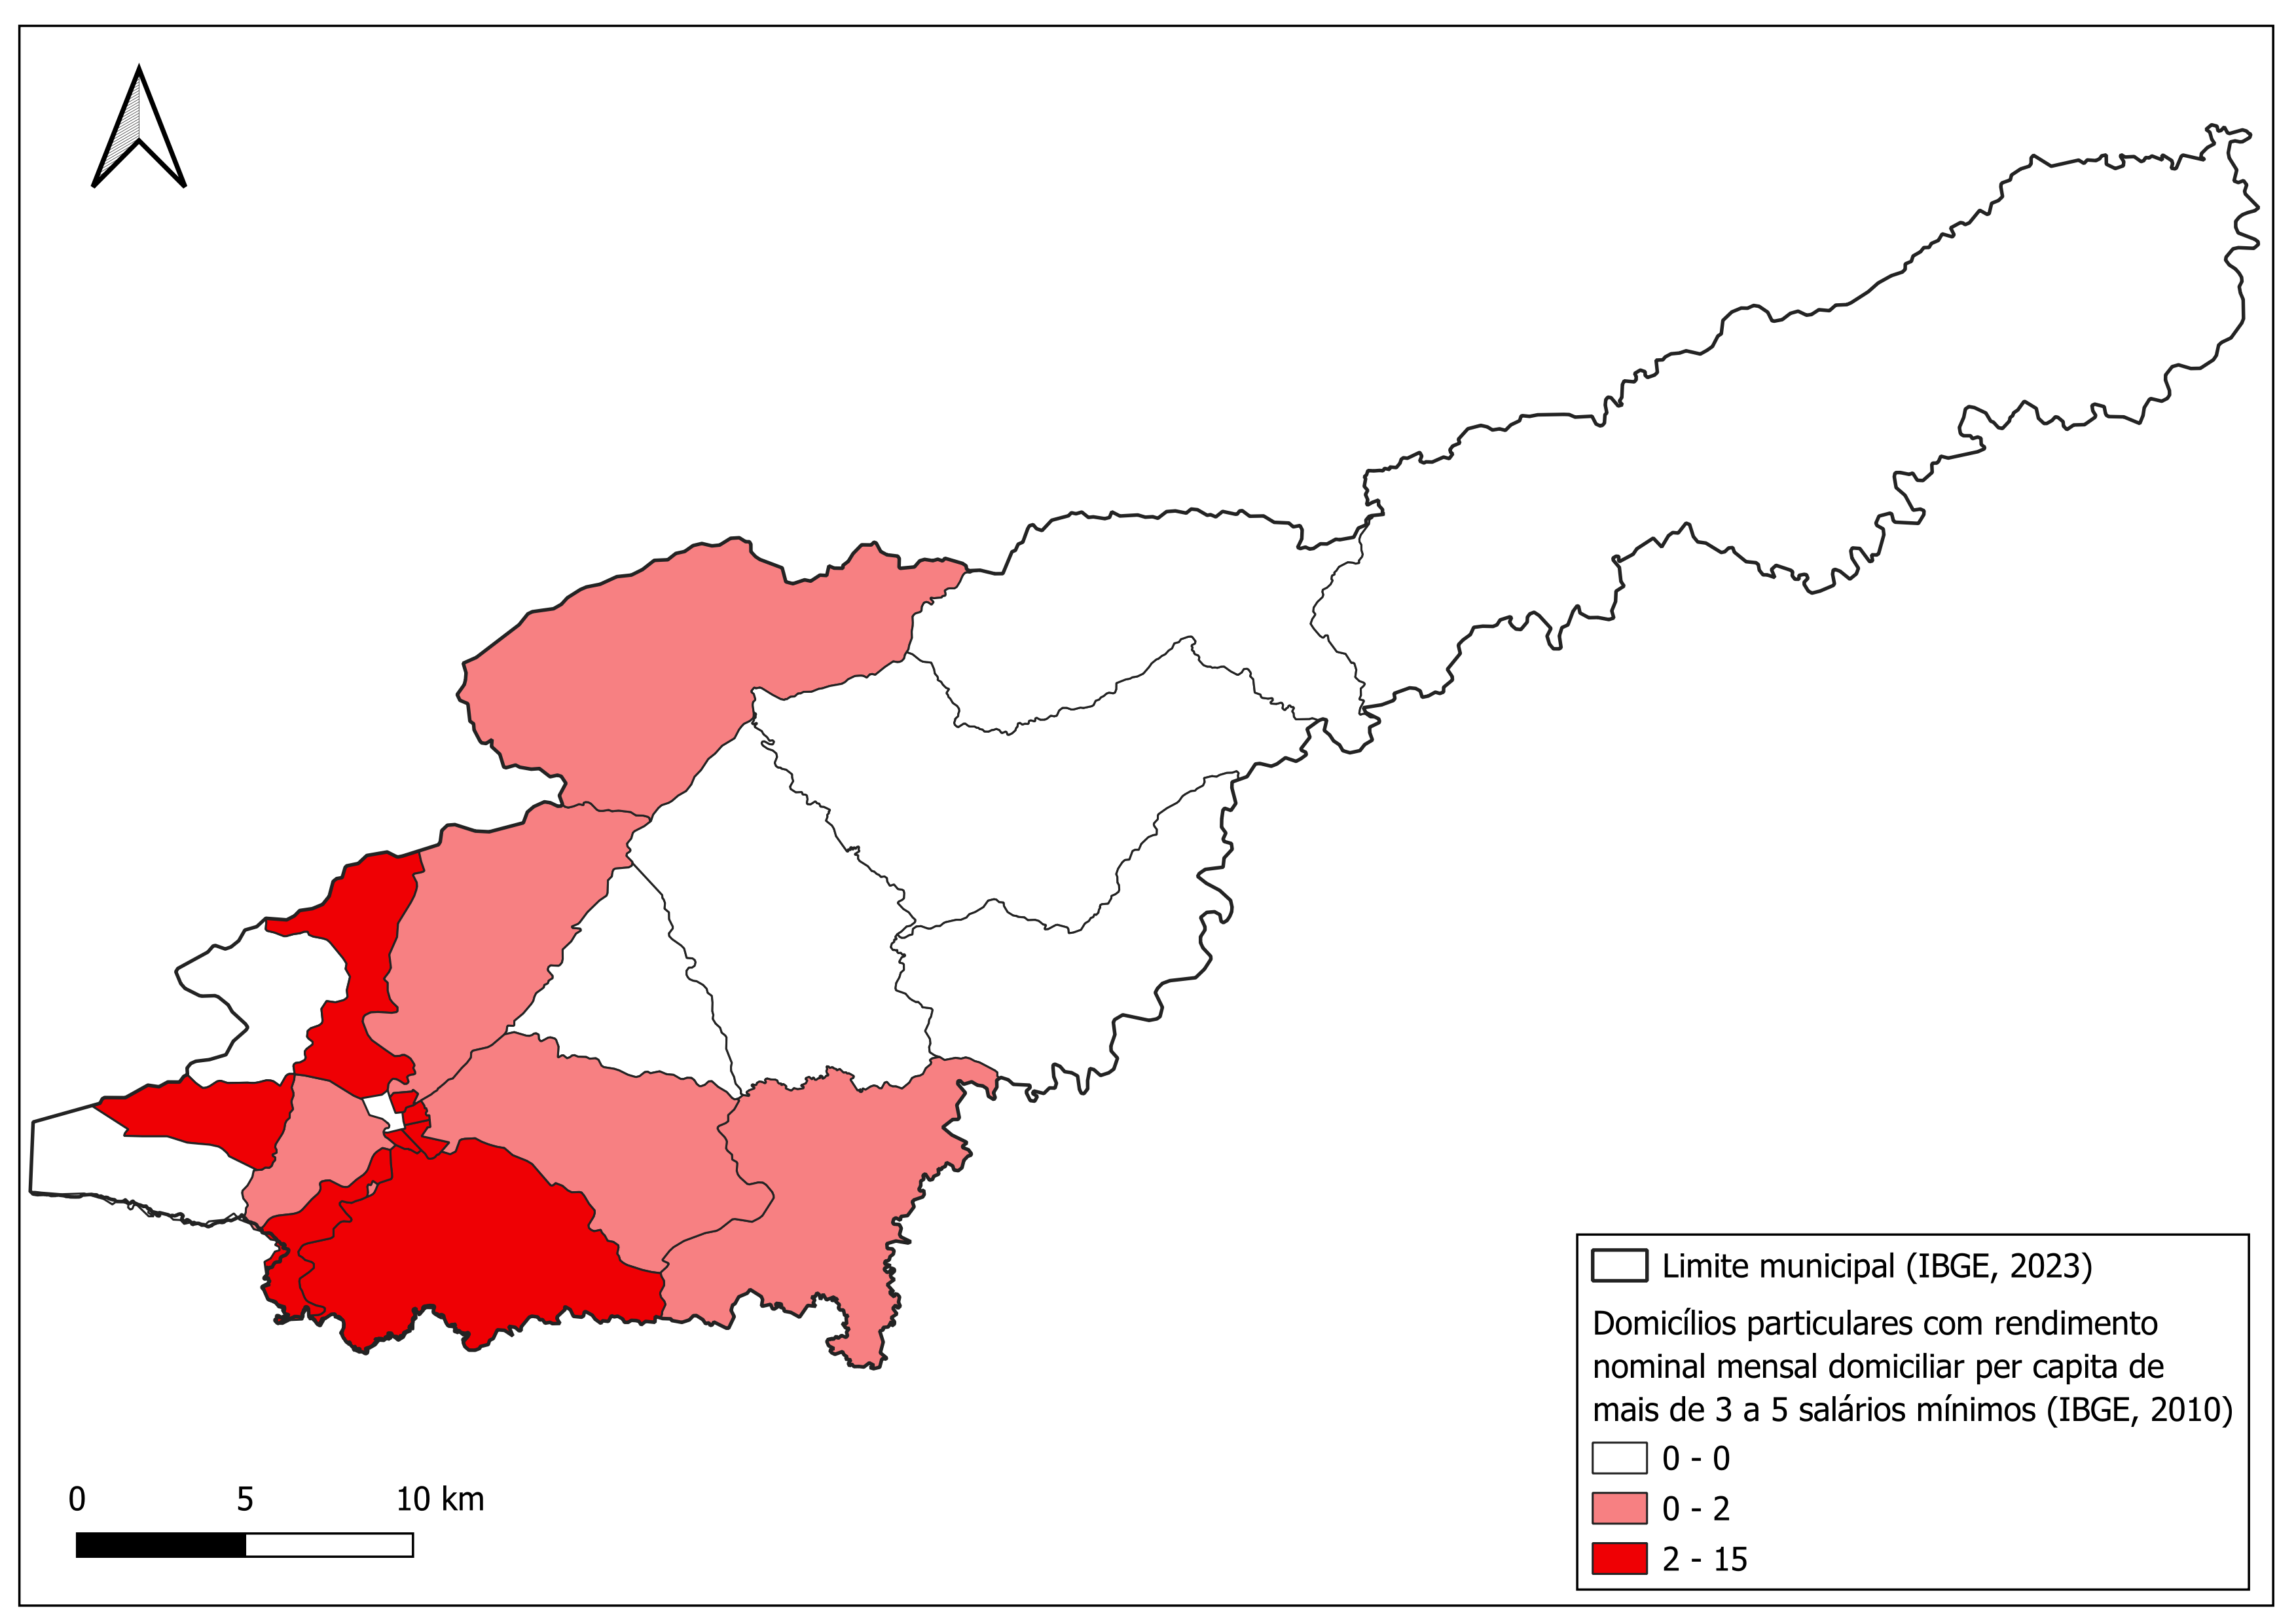 Limite municipal (IBGE, 2023)
Domicílios particulares com rendimento
nominal mensal domiciliar per capita de
mais de 3 a 5 salários mínimos (IBGE, 2010)
0 - 0
0 - 2
2 - 15
0 5 10 km